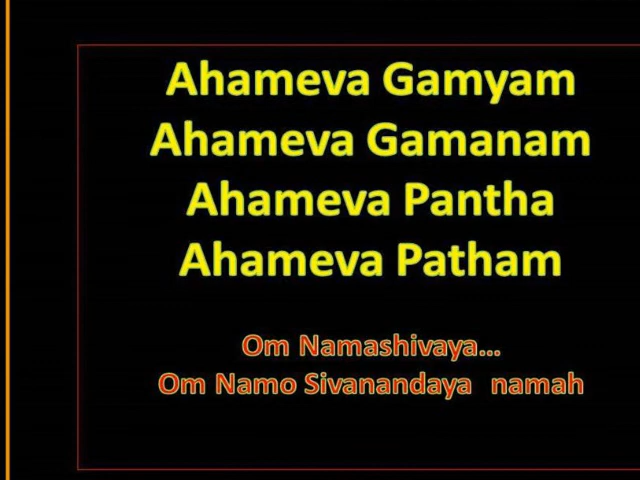 Ahameva Gamyam
Ahameva Gamanam
Ahameva Pantha
Ahameva Patham
Om Namashivaya...
Om Namo Sivanandaya namah